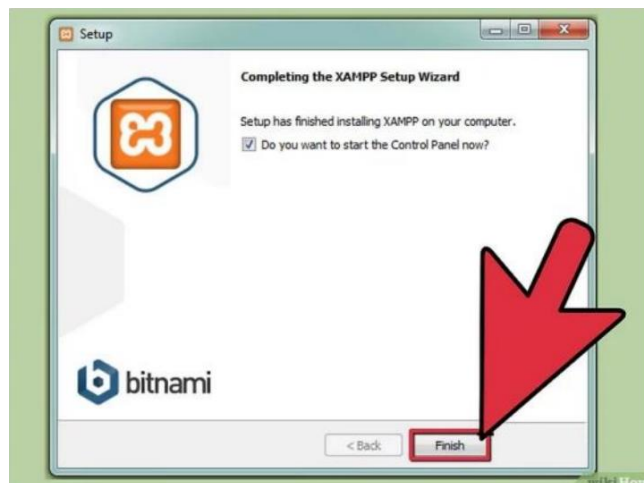 Setup
Completing the XAMPP Setup Wizard
Setup has finished installing XAMPP on your computer.
Do you want to start the Control Panel now?
bitnami
< Back
Finish